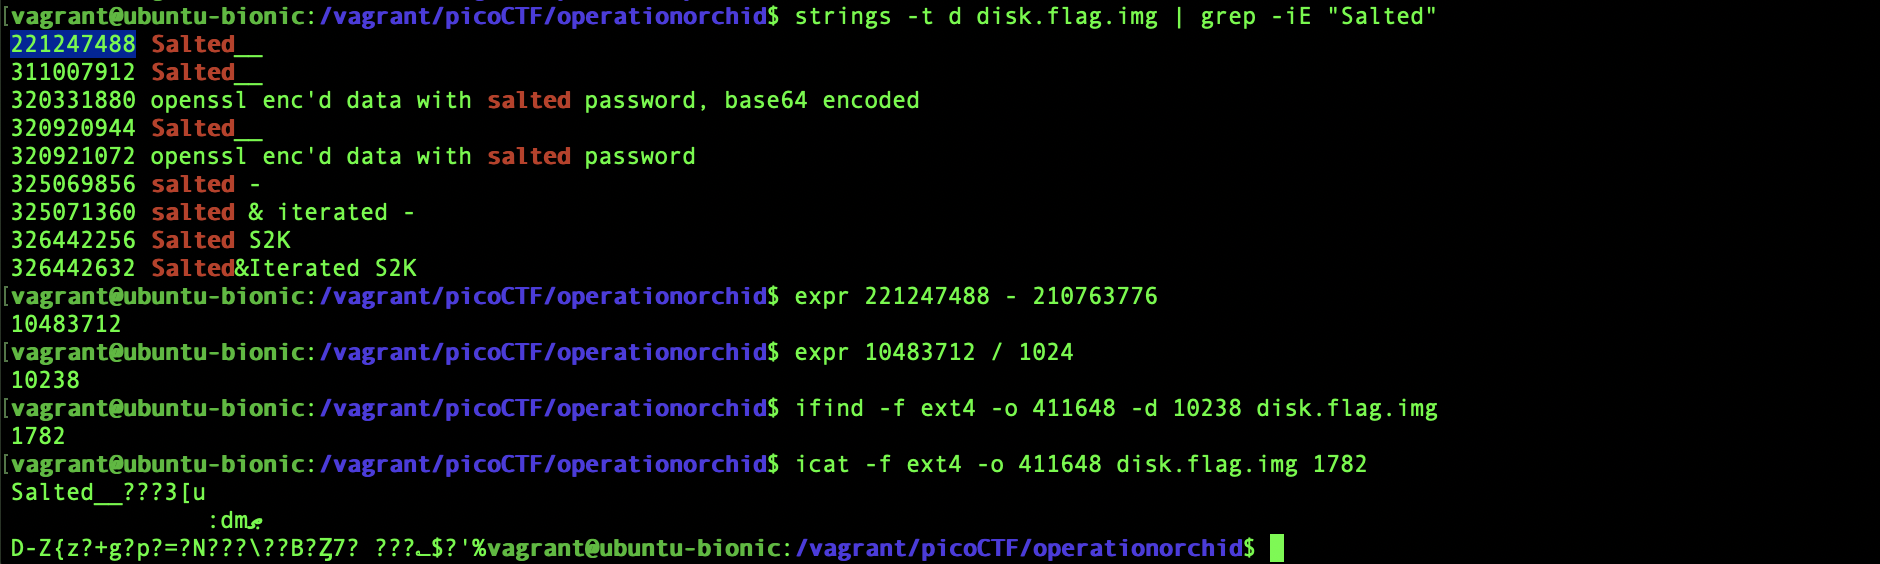 [vagrant@ubuntu-bionic:/vagrant/picoCTF/operationorchid$ strings -t d disk.flag.img | grep -iE "Salted"
221247488 Salted__
311007912 Salted__
320331880 openssl enc'd data with salted password, base64 encoded
320920944 Salted__
320921072 openssl enc'd data with salted password
325069856 salted -
325071360 salted & iterated -
326442256 Salted S2K
326442632 Salted&Iterated S2K
[vagrant@ubuntu-bionic:/vagrant/picoCTF/operationorchid$ expr 221247488 - 210763776
10483712
[vagrant@ubuntu-bionic:/vagrant/picoCTF/operationorchid$ expr 10483712 / 1024
10238
[vagrant@ubuntu-bionic:/vagrant/picoCTF/operationorchid$ ifind -f ext4 -o 411648 -d 10238 disk.flag.img
1782
[vagrant@ubuntu-bionic:/vagrant/picoCTF/operationorchid$ icat -f ext4 -o 411648 disk.flag.img 1782
Salted__???3[u
:dm
D-Z{z?+g?p?=?N???\??B?Ⱬ7? ???$?'%vagrant@ubuntu-bionic:/vagrant/picoCTF/operationorchid$